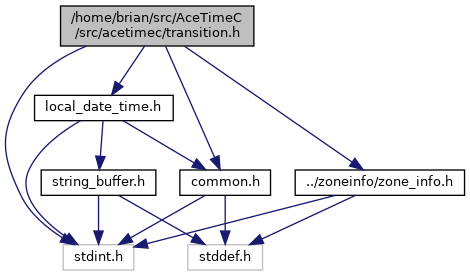 /home/brian/src/AceTimeC
/src/acetimec/transition.h
local_date_time.h
string_buffer.h
common.h
../zoneinfo/zone_info.h
stdint.h
stddef.h